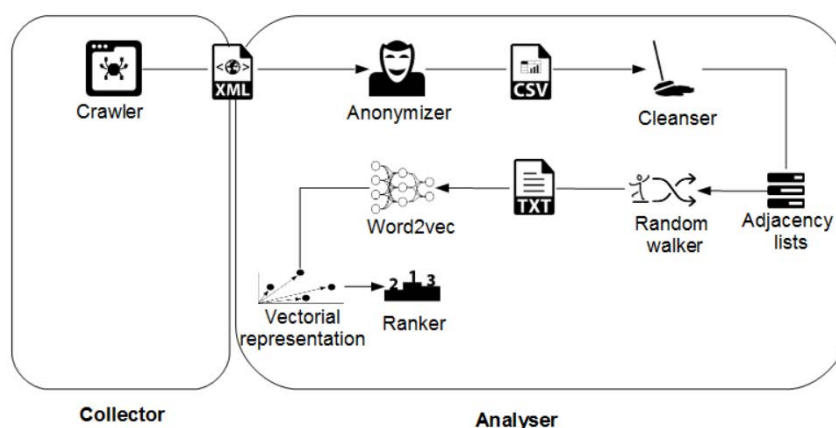 XML
CSV
Crawler
Anonymizer
Cleanser
TXT
Word2vec
Random
walker
Adjacency
lists
2 1 3
Vectorial
representation
Ranker
Collector
Analyser